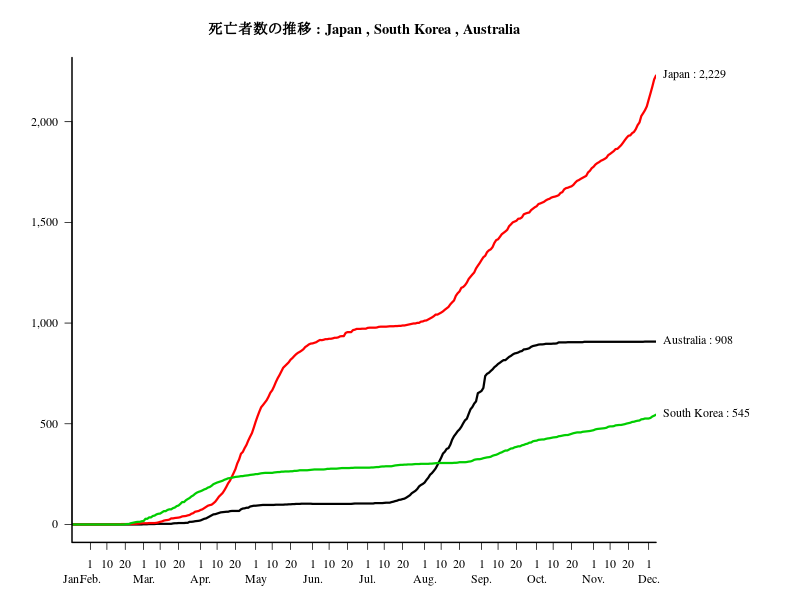 死亡者数の推移 : Japan , South Korea , Australia
Japan : 2,229
2,000
1,500
1,000
Australia : 908
500
South Korea : 545
0
1 10 20 1 10 20 1 10 20 1 10 20 1 10 20 1 10 20 1 10 20 1 10 20 1 10 20 1 10 20 1
Jan. Feb. Mar. Apr. May Jun. Jul. Aug. Sep. Oct. Nov. Dec.